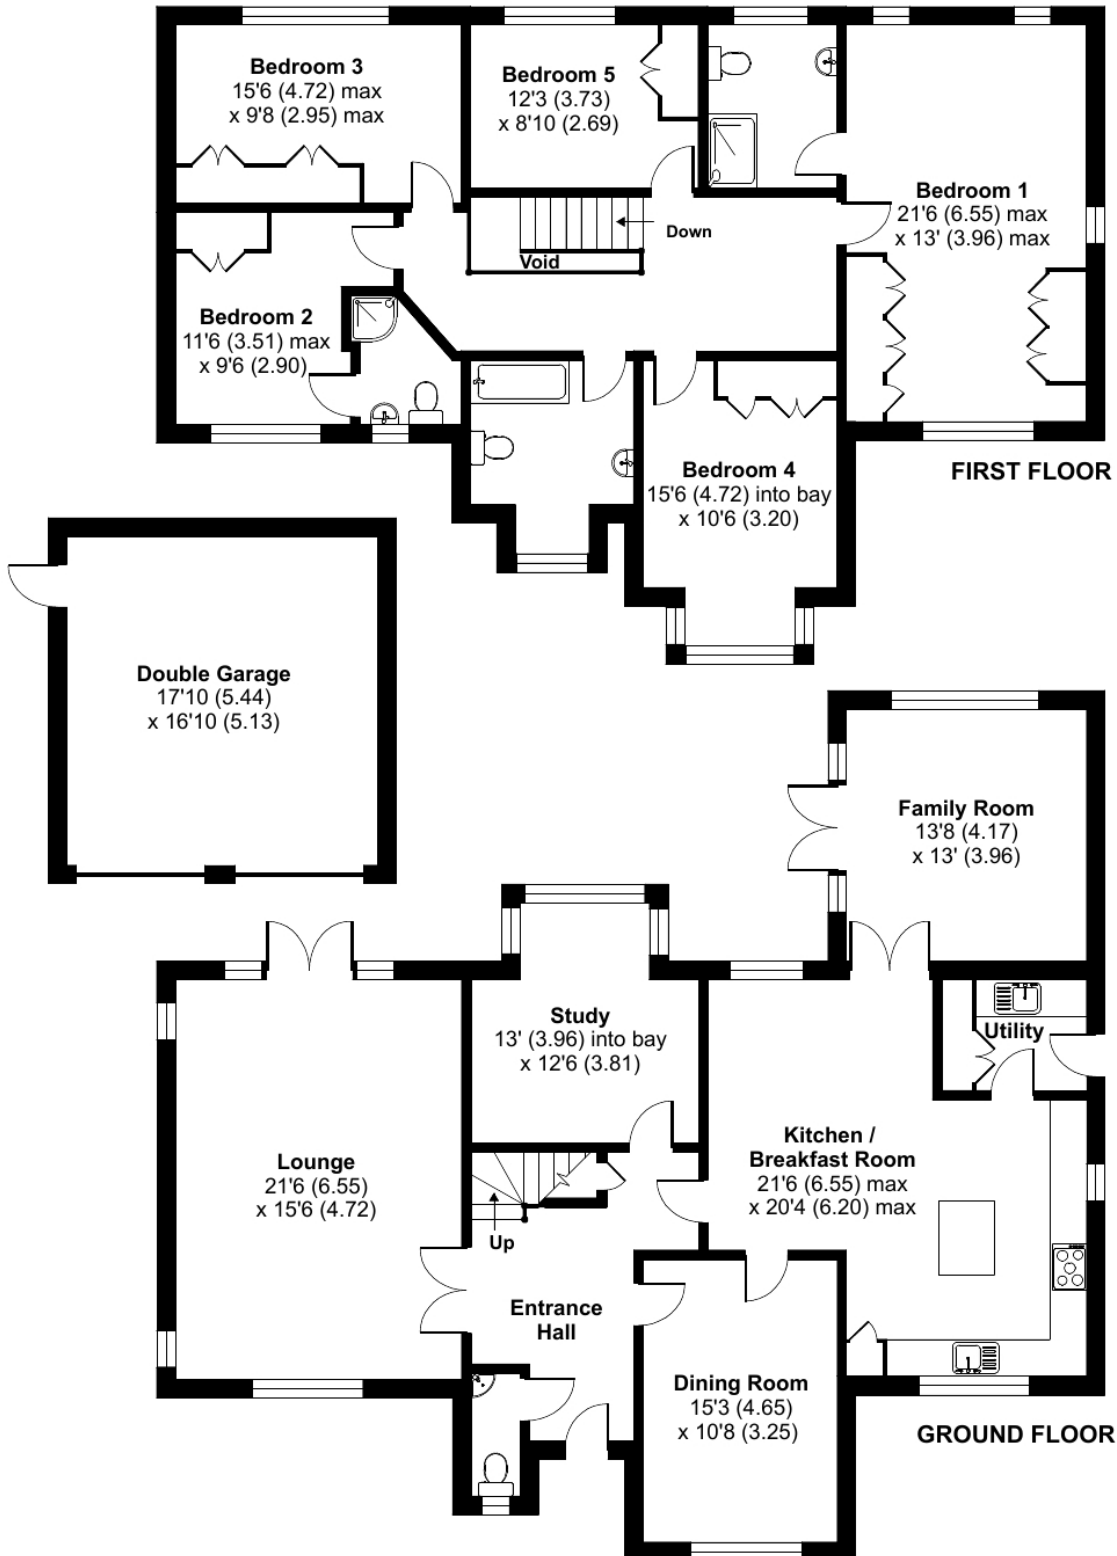 Bedroom 3
15'6 (4.72) max
x 9'8 (2.95) max
Bedroom 5
12'3 (3.73)
x 8'10 (2.69)
Bedroom 1
21'6 (6.55) max
x 13' (3.96) max
Down
Void
Bedroom 2
11'6 (3.51) max
x 9'6 (2.90)
Bedroom 4
15'6 (4.72) into bay
x 10'6 (3.20)
FIRST FLOOR
Double Garage
17'10 (5.44)
x 16'10 (5.13)
Family Room
13'8 (4.17)
x 13' (3.96)
Study
13' (3.96) into bay
x 12'6 (3.81)
Utility
Lounge
21'6 (6.55)
x 15'6 (4.72)
Kitchen /
Breakfast Room
21'6 (6.55) max
x 20'4 (6.20) max
Up
Entrance
Hall
Dining Room
15'3 (4.65)
x 10'8 (3.25)
GROUND FLOOR